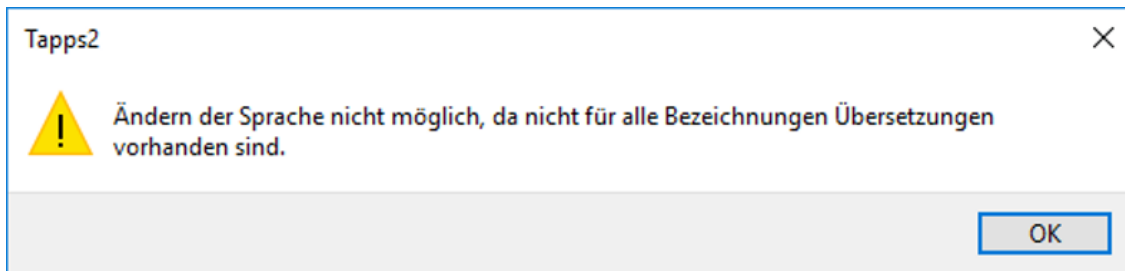 Tapps2
Ändern der Sprache nicht möglich, da nicht für alle Bezeichnungen Übersetzungen
vorhanden sind.
OK